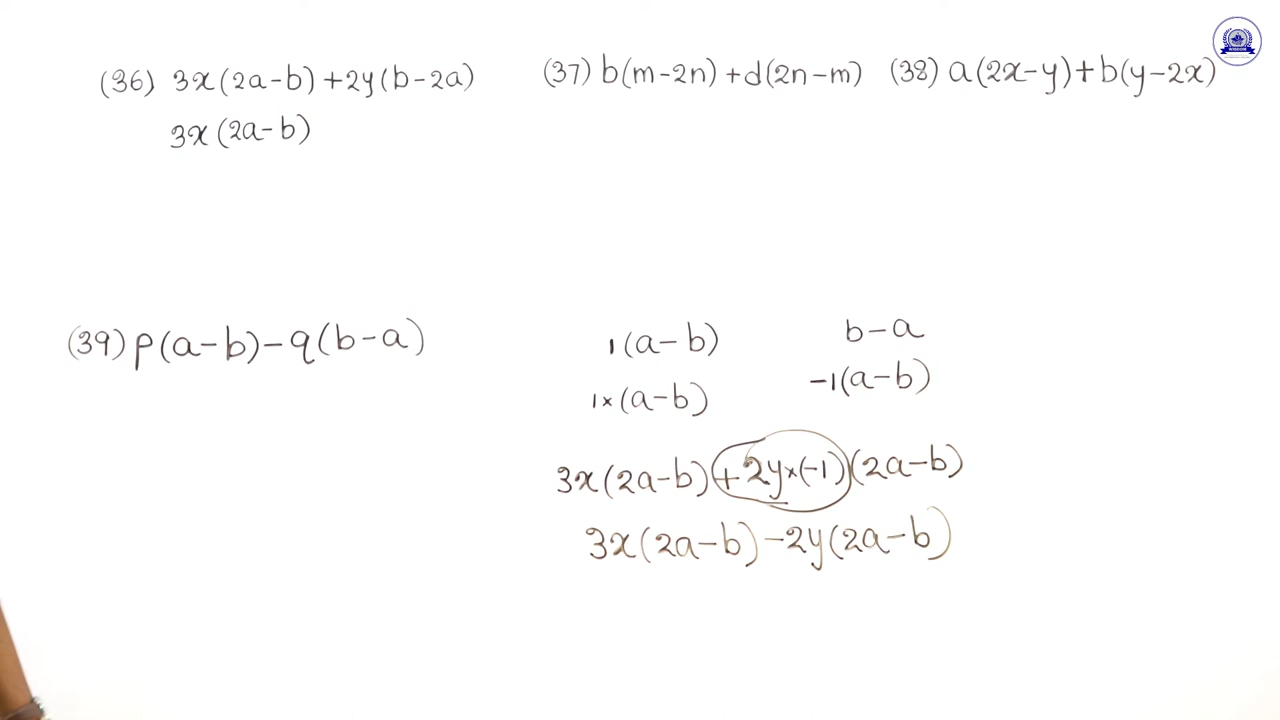 (36) 3x(2a-b)+2y(b-2a)
3x(2a-b)
(37) b(m-2n)+d(2n-m)
(38) a(2x-y)+b(y-2x)
(39) p(a-b)-q(b-a)
1(a-b)
1×(a-b)
b-a
-1(a-b)
3x(2a-b)+2y×(-1)(2a-b)
3x(2a-b)-2y(2a-b)
WISDOM